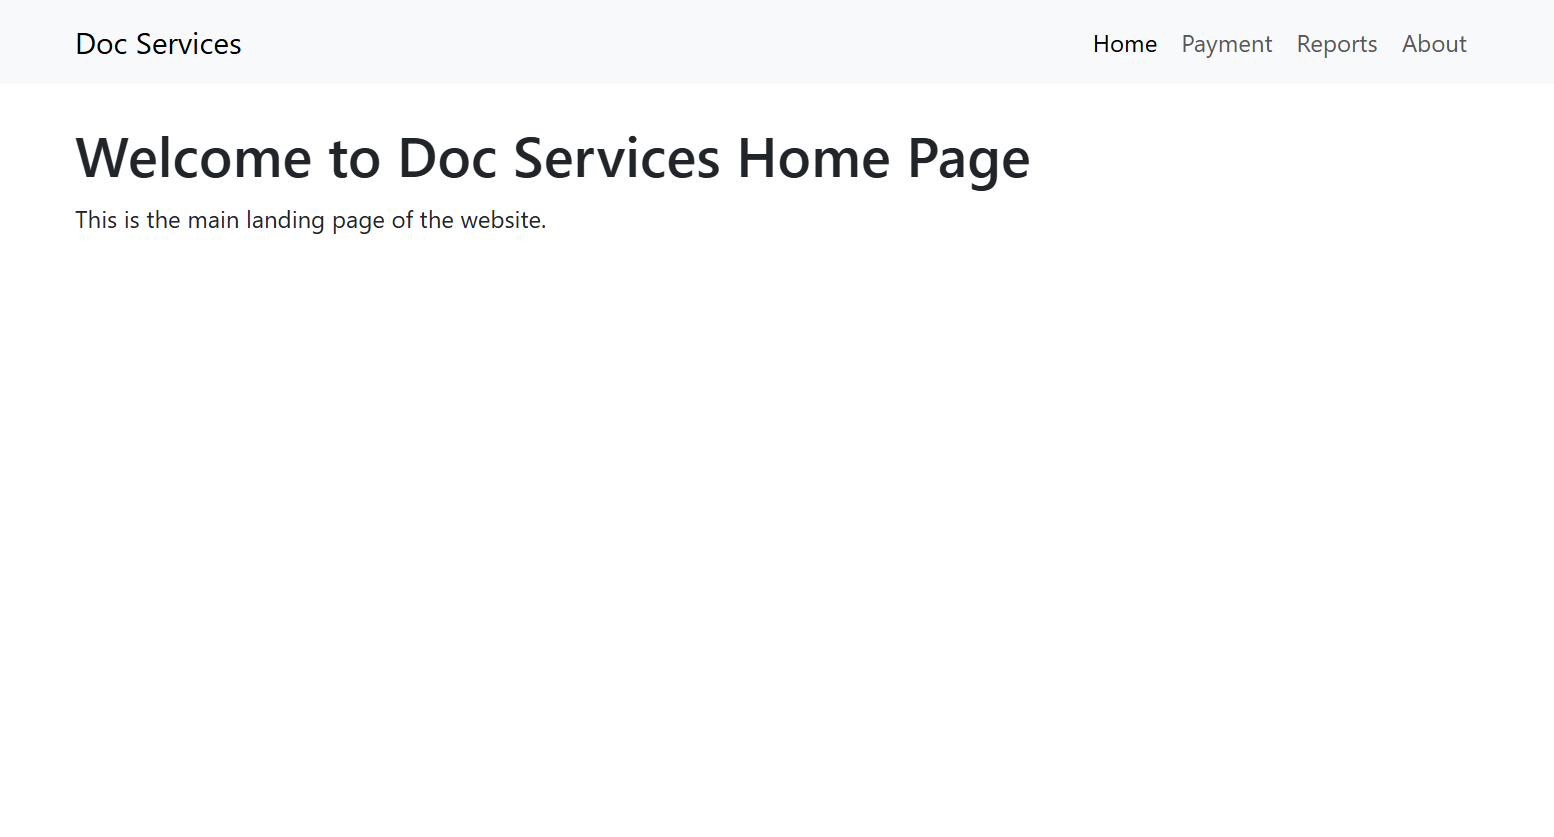 Doc Services Home Payment Reports About
Welcome to Doc Services Home Page
This is the main landing page of the website.